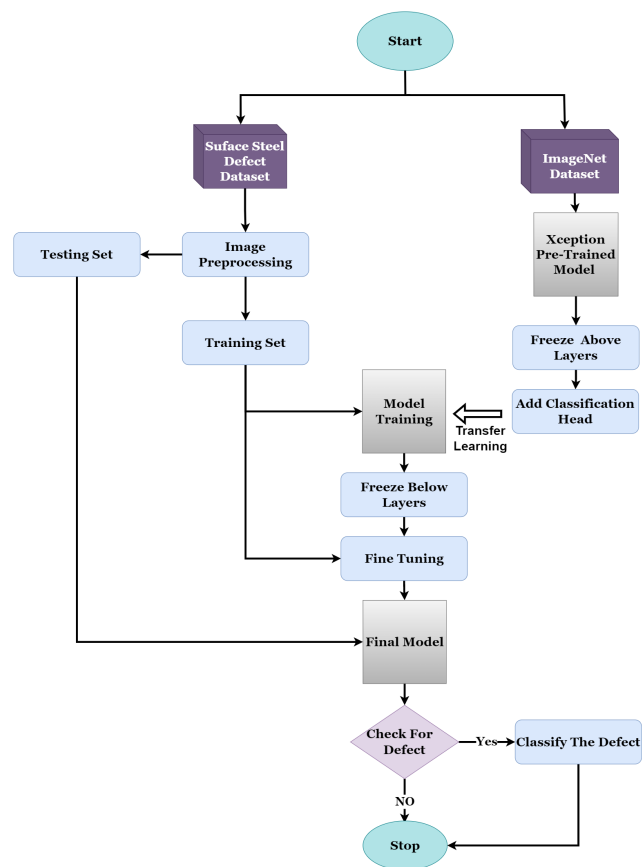 Start
Suface Steel
Defect
Dataset
ImageNet
Dataset
Testing Set
Image
Preprocessing
Xception
Pre-Trained
Model
Training Set
Freeze Above
Layers
Model
Training
Transfer
Learning
Add Classification
Head
Freeze Below
Layers
Fine Tuning
Final Model
Check For
Defect
Yes
Classify The Defect
NO
Stop